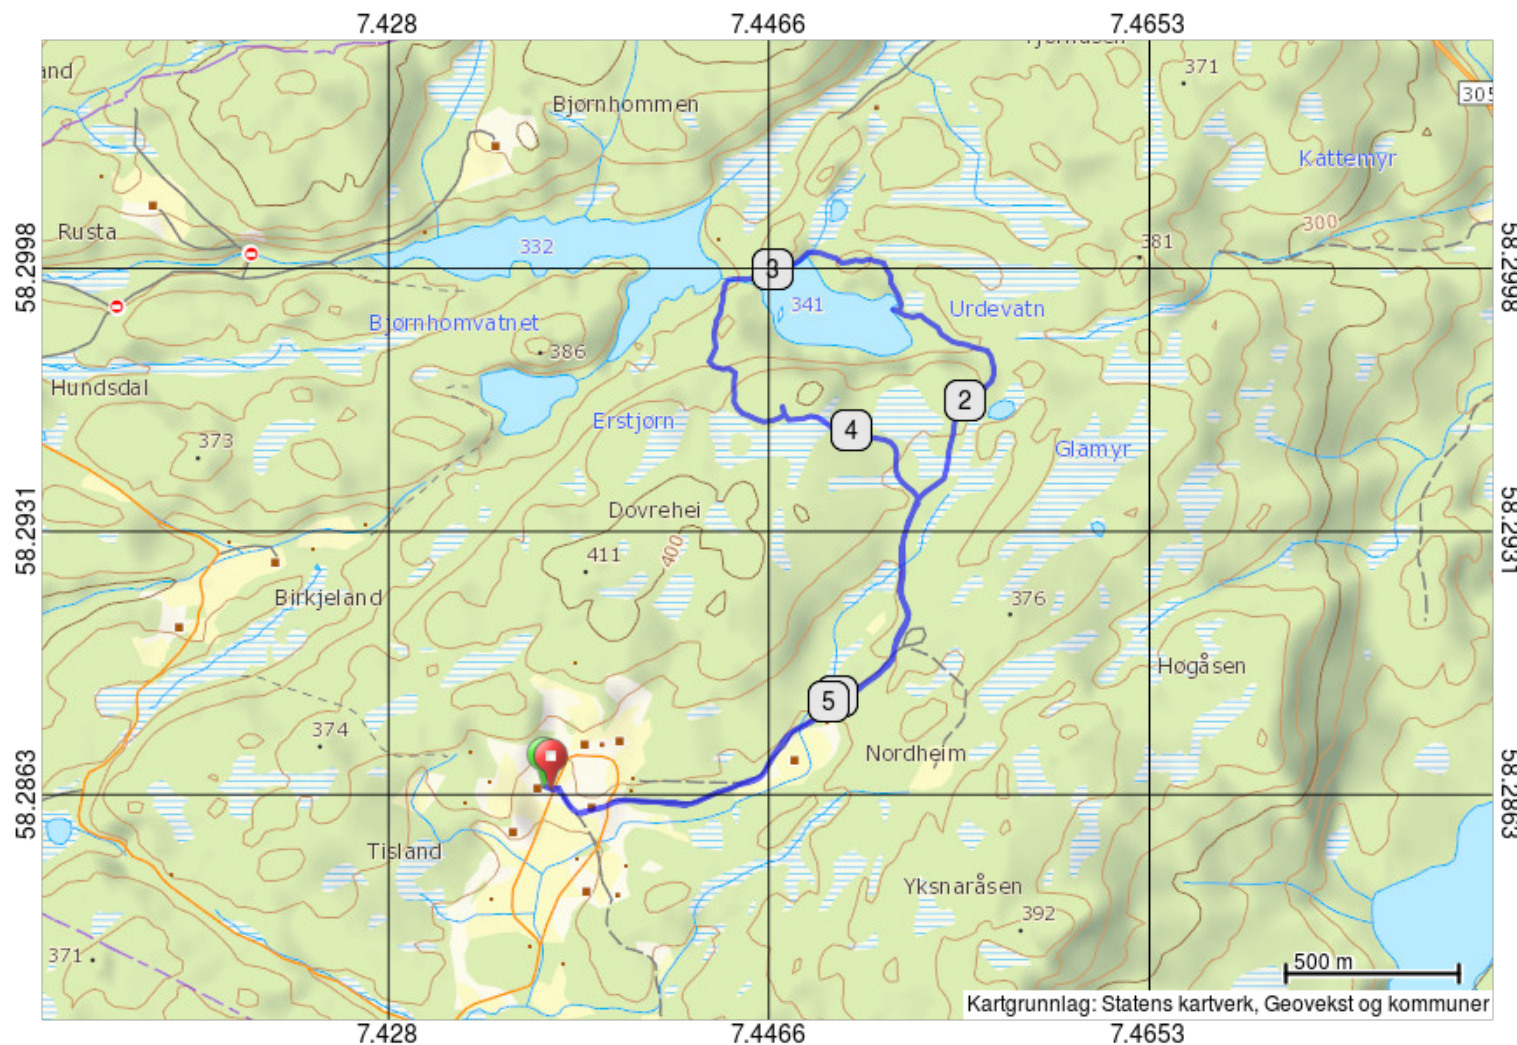 7.428 7.4466 7.4653
371
305
Bjørnhommen
Kattemyr
Rusta
300
381
332
58.2998
58.2998
3
341
Urdevatn
Bjørnhomvatnet
386
Hundsdal
2
Erstjørn
4
373
Glamyr
Dovrehei
58.2931
58.2931
411
400
Birkjeland
376
Høgåsen
5
374
Nordheim
58.2863
58.2863
Tisland
Yksnaråsen
392
371
500 m
Kartgrunnlag: Statens kartverk, Geovekst og kommuner
7.428 7.4466 7.4653